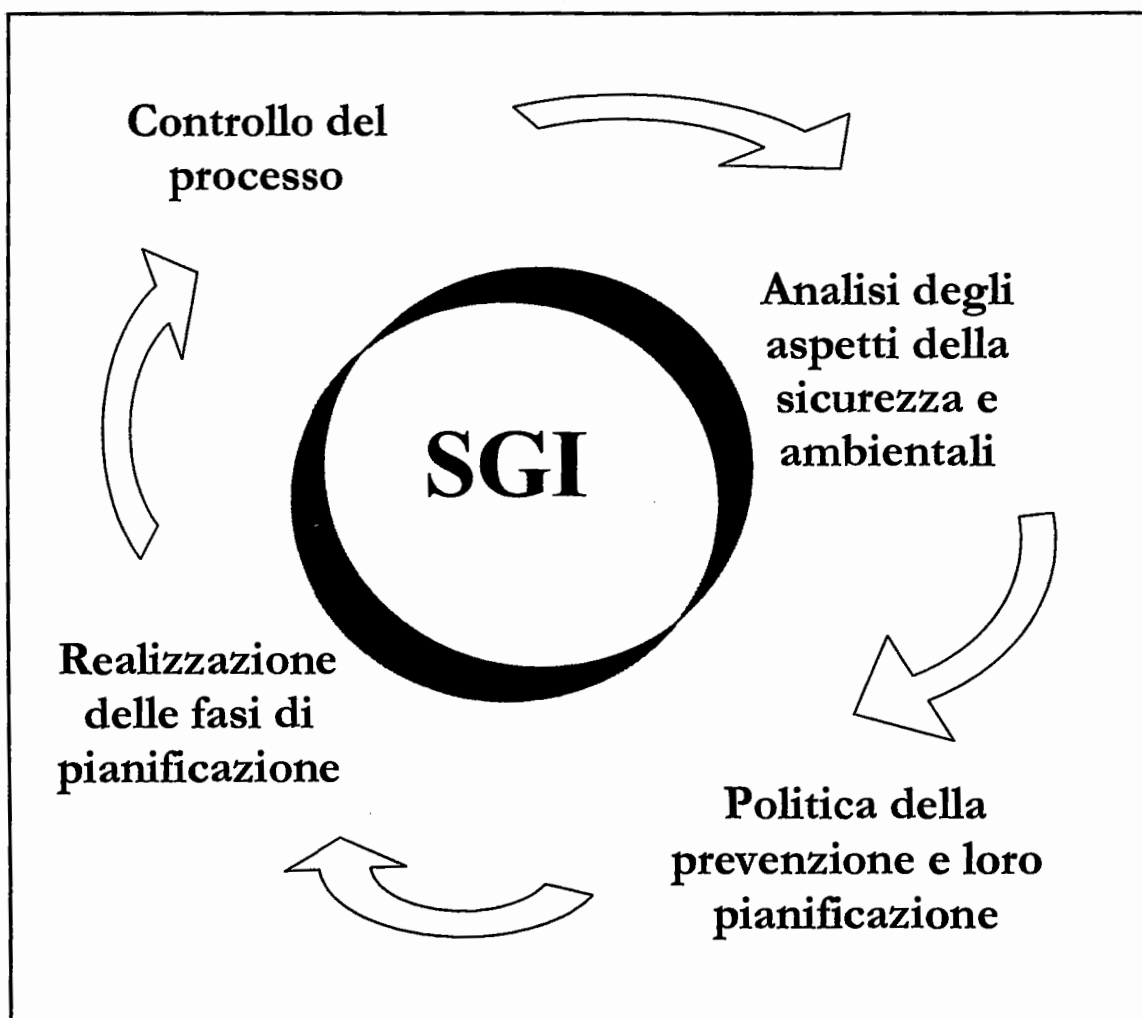 Controllo del
processo
Analisi degli
aspetti della
sicurezza e
ambientali
SGI
Realizzazione
delle fasi di
pianificazione
Politica della
prevenzione e loro
pianificazione